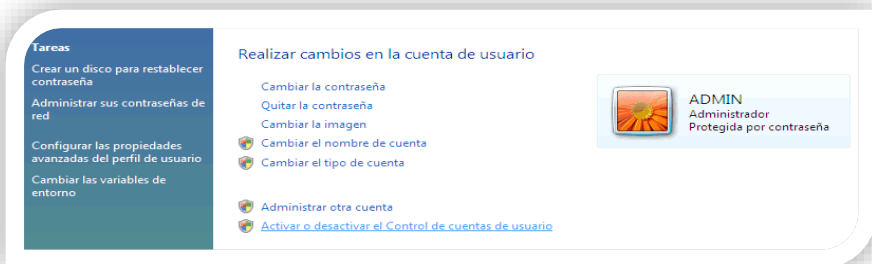 Tareas
Crear un disco para restablecer
contraseña
Administrar sus contraseñas de
red
Configurar las propiedades
avanzadas del perfil de usuario
Cambiar las variables de
entorno
Realizar cambios en la cuenta de usuario
Cambiar la contraseña
Quitar la contraseña
Cambiar la imagen
Cambiar el nombre de cuenta
Cambiar el tipo de cuenta
Administrar otra cuenta
Activar o desactivar el Control de cuentas de usuario
ADMIN
Administrador
Protegida por contraseña